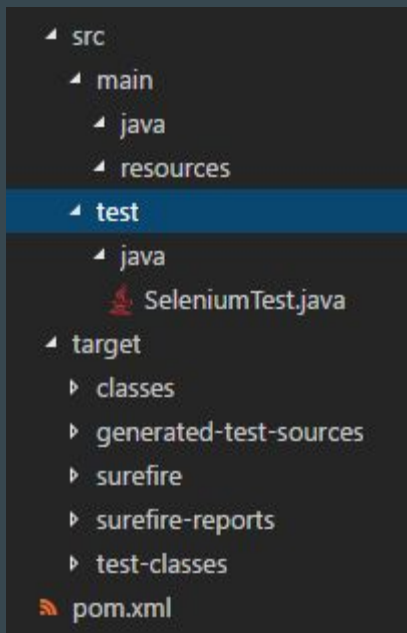 src
main
java
resources
test
java
SeleniumTest.java
target
classes
generated-test-sources
surefire
surefire-reports
test-classes
pom.xml